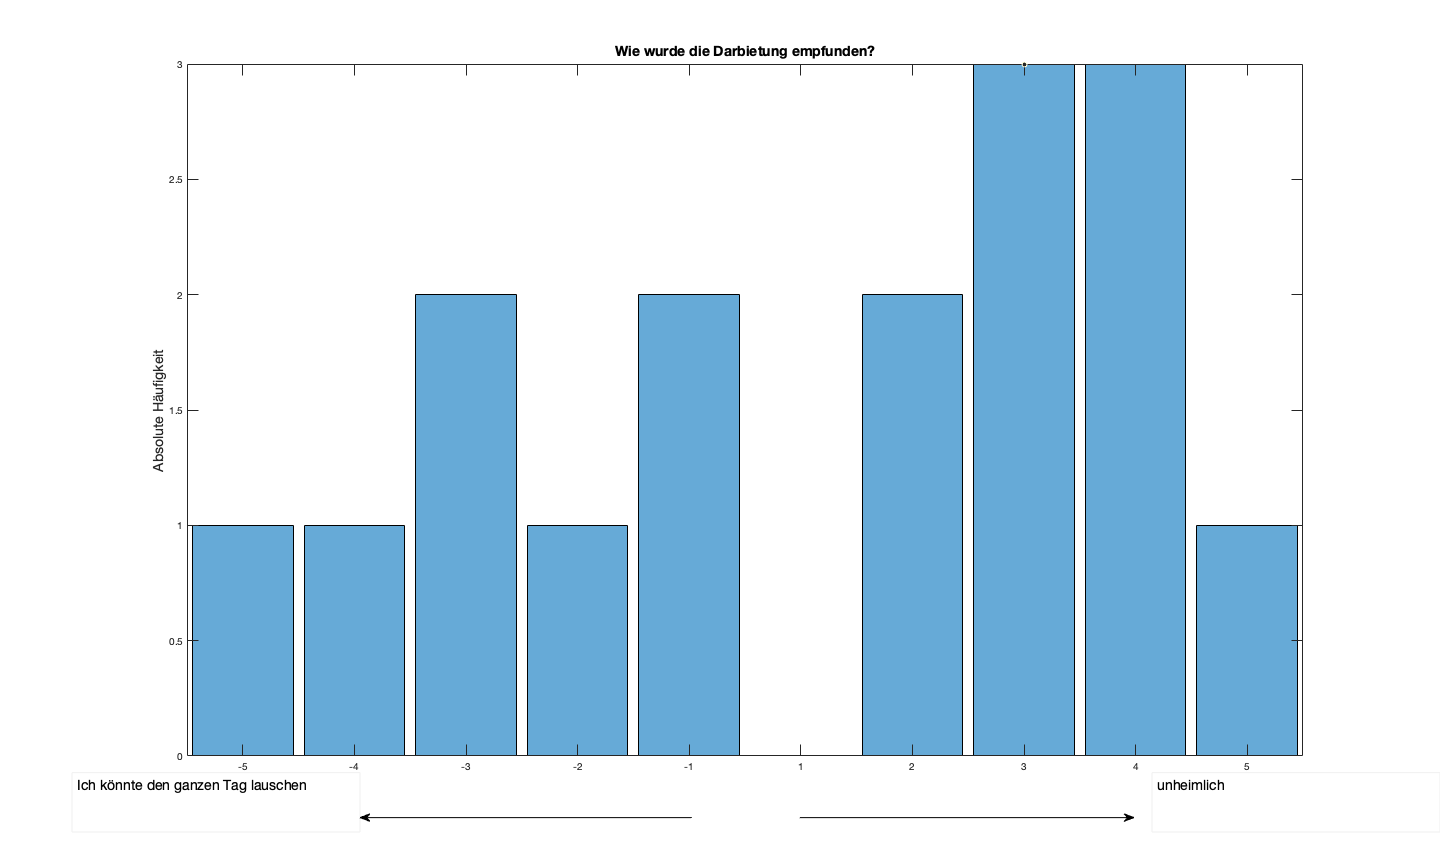 Wie wurde die Darbietung empfunden?
3
2.5
2
1.5
1
0.5
0
Absolute Häufigkeit
-5 -4 -3 -2 -1 1 2 3 4 5
Ich könnte den ganzen Tag lauschen
unheimlich